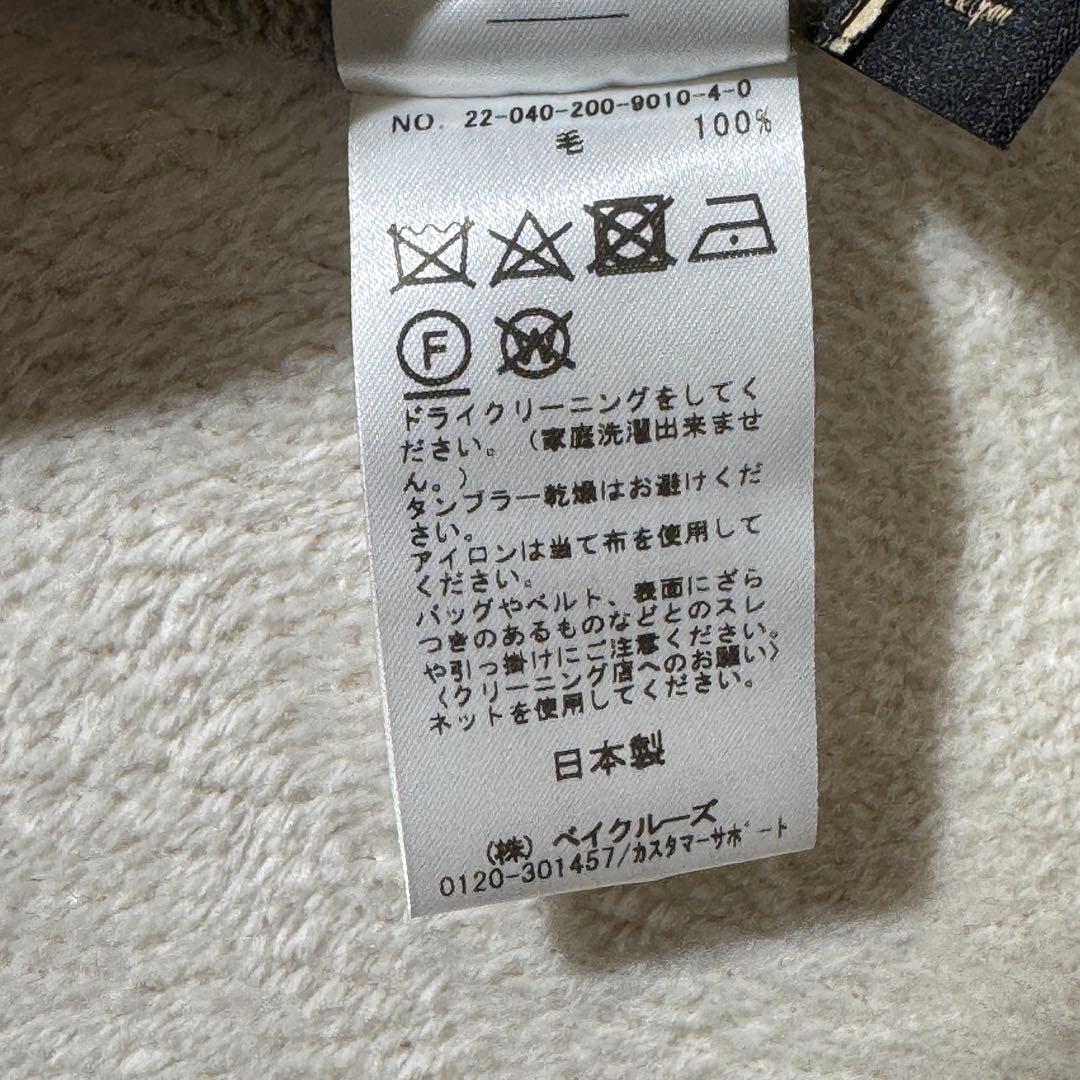 NO. 22-040-200-9010-4-0
毛 100%
F
W
ドライクリーニングをしてく
ださい。（家庭洗濯出来ませ
ん。）
タンブラー乾燥はお避けくだ
さい。
アイロンは当て布を使用して
ください。
バッグやベルト、表面にざら
つきのあるものなどとのスレ
や引っ掛けにご注意ください。
〈クリーニング店へのお願い〉
ネットを使用してください。
日本製
(株) ベイクルーズ
0120-301457/カスタマーサポート